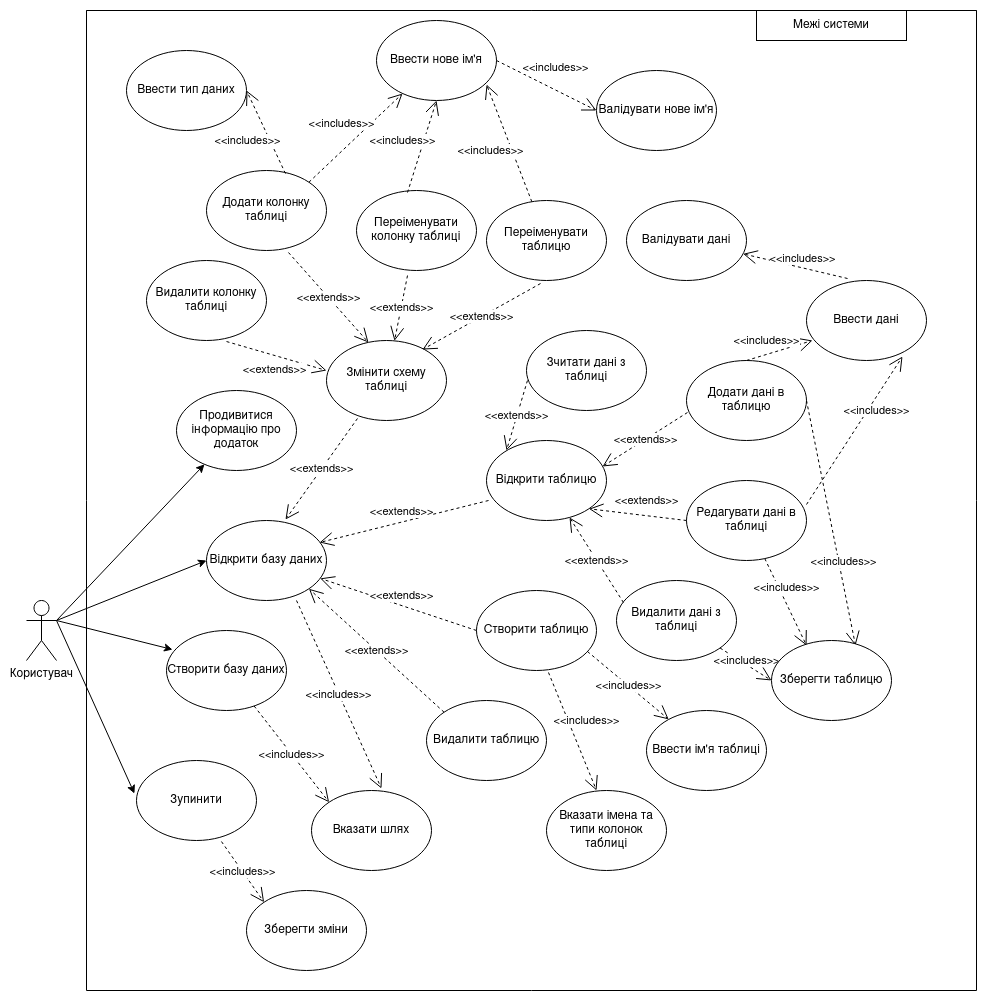 Межі системи
Ввести нове ім'я
<<includes>>
Ввести тип даних
Валідувати нове ім'я
<<includes>>
<<includes>>
<<includes>>
<<includes>>
Додати колонку
таблиці
Переіменувати
колонку таблиці
Переіменувати
таблицю
Валідувати дані
<<includes>>
Видалити колонку
таблиці
<<extends>>
<<extends>>
<<extends>>
Ввести дані
<<includes>>
<<extends>>
Змінити схему
таблиці
Зчитати дані з
таблиці
Додати дані в
таблицю
<<includes>>
Продивитися
інформацію про
додаток
<<extends>>
<<extends>>
<<extends>>
Відкрити таблицю
<<extends>>
<<extends>>
Редагувати дані в
таблиці
Відкрити базу даних
<<extends>>
<<includes>>
<<includes>>
<<extends>>
Видалити дані з
таблиці
Створити таблицю
<<extends>>
<<includes>>
Користувач
Створити базу даних
Зберегти таблицю
<<includes>>
<<includes>>
<<includes>>
Видалити таблицю
Ввести ім'я таблиці
<<includes>>
Зупинити
Вказати шлях
Вказати імена та
типи колонок
таблиці
<<includes>>
Зберегти зміни